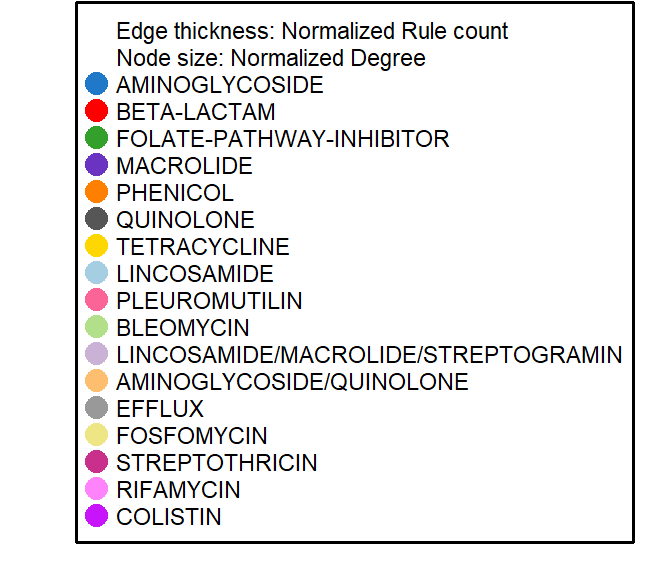 Edge thickness: Normalized Rule count
Node size: Normalized Degree
AMINOGLYCOSIDE
BETA-LACTAM
FOLATE-PATHWAY-INHIBITOR
MACROLIDE
PHENICOL
QUINOLONE
TETRACYCLINE
LINCOSAMIDE
PLEUROMUTILIN
BLEOMYCIN
LINCOSAMIDE/MACROLIDE/STREPTOGRAMIN
AMINOGLYCOSIDE/QUINOLONE
EFFLUX
FOSFOMYCIN
STREPTOTHRICIN
RIFAMYCIN
COLISTIN